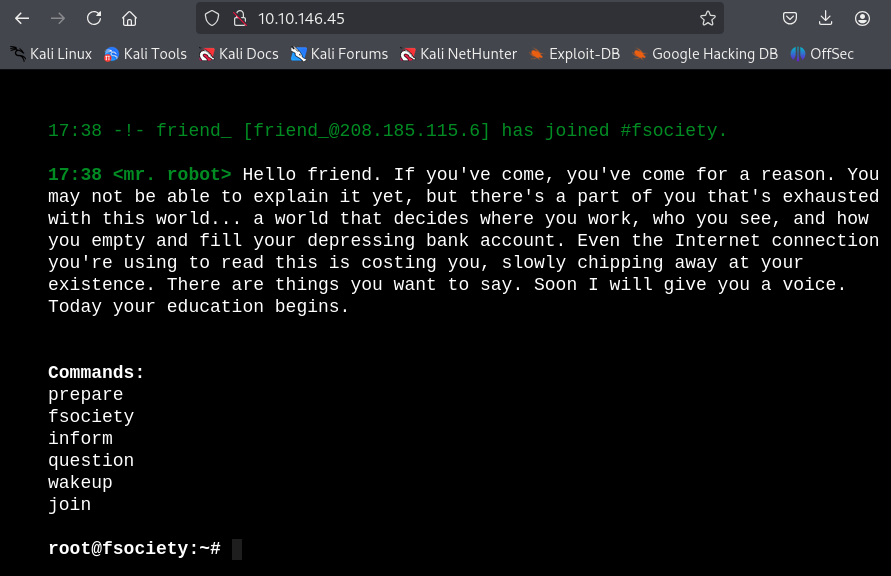 10.10.146.45
Kali Linux Kali Tools Kali Docs Kali Forums Kali NetHunter Exploit-DB Google Hacking DB OffSec
17:38 -!- friend_ [friend_@208.185.115.6] has joined #fsociety.
17:38 <mr. robot> Hello friend. If you've come, you've come for a reason. You
may not be able to explain it yet, but there's a part of you that's exhausted
with this world... a world that decides where you work, who you see, and how
you empty and fill your depressing bank account. Even the Internet connection
you're using to read this is costing you, slowly chipping away at your
existence. There are things you want to say. Soon I will give you a voice.
Today your education begins.
Commands:
prepare
fsociety
inform
question
wakeup
join
root@fsociety:~#